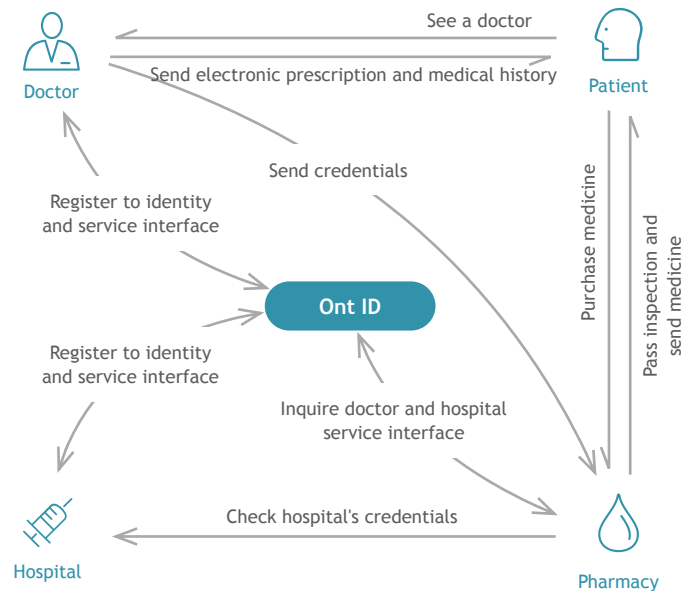 See a doctor
Send electronic prescription and medical history
Doctor
Patient
Send credentials
Register to identity
and service interface
Purchase medicine
Pass inspection and
send medicine
Ont ID
Register to identity
and service interface
Inquire doctor and hospital
service interface
Check hospital's credentials
Hospital
Pharmacy